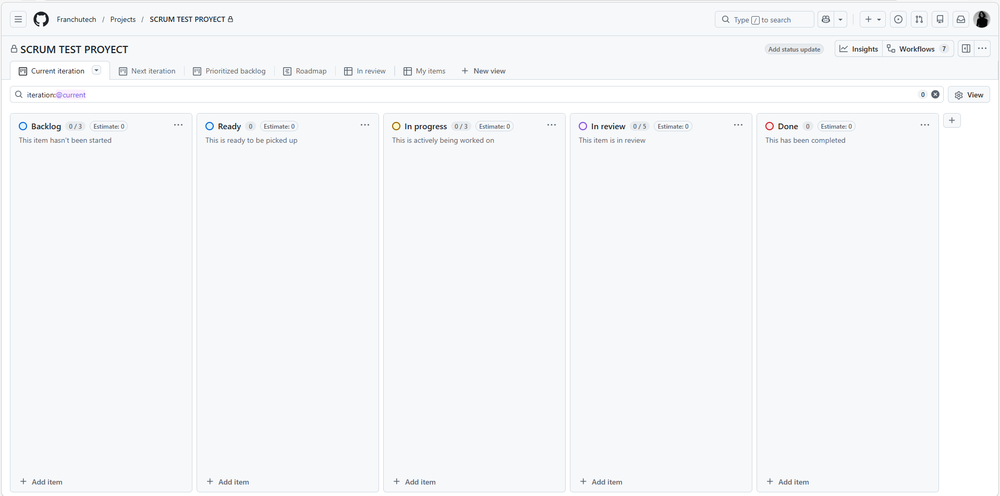 Franchutech / Projects / SCRUM TEST PROYECT
Type / to search
SCRUM TEST PROYECT
Add status update
Insights
Workflows 7
Current iteration
Next iteration
Prioritized backlog
Roadmap
In review
My items
New view
iteration:@current
0
View
Backlog 0 / 3 Estimate: 0
This item hasn't been started
Add item
Ready 0 Estimate: 0
This is ready to be picked up
Add item
In progress 0 / 3 Estimate: 0
This is actively being worked on
Add item
In review 0 / 5 Estimate: 0
This item is in review
Add item
Done 0 Estimate: 0
This has been completed
Add item